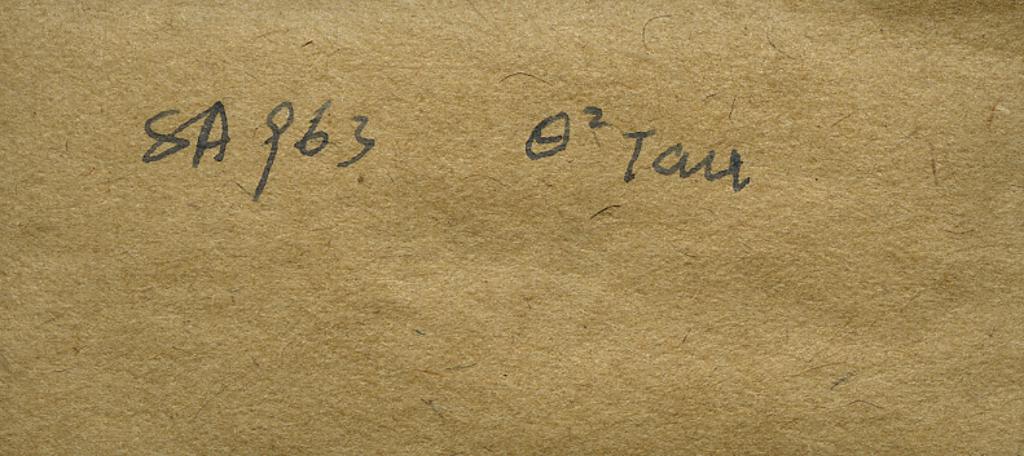 SA 963 θ² Tau